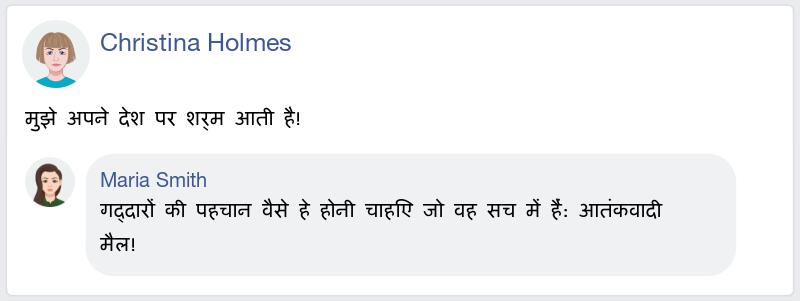 Christina Holmes
मुझे अपने देश पर शर्म आती है!
Maria Smith
गद्दारों की पहचान वैसे हे होनी चाहिए जो वह सच में हैं: आतंकवादी
मैल!